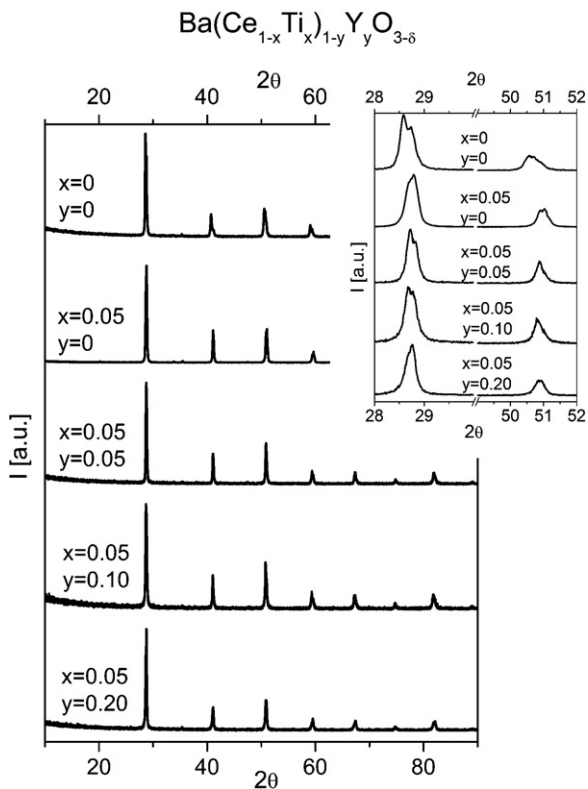 Ba(Ce₁₋ₓTiₓ)₁₋yYyO₃₋δ
2θ
20 40 60
x=0
y=0
x=0.05
y=0
x=0.05
y=0.05
x=0.05
y=0.10
x=0.05
y=0.20
I [a.u.]
20 40 60 80
2θ
2θ
28 29 50 51 52
x=0
y=0
x=0.05
y=0
x=0.05
y=0.05
x=0.05
y=0.10
x=0.05
y=0.20
I [a.u.]
28 29 50 51 52
2θ